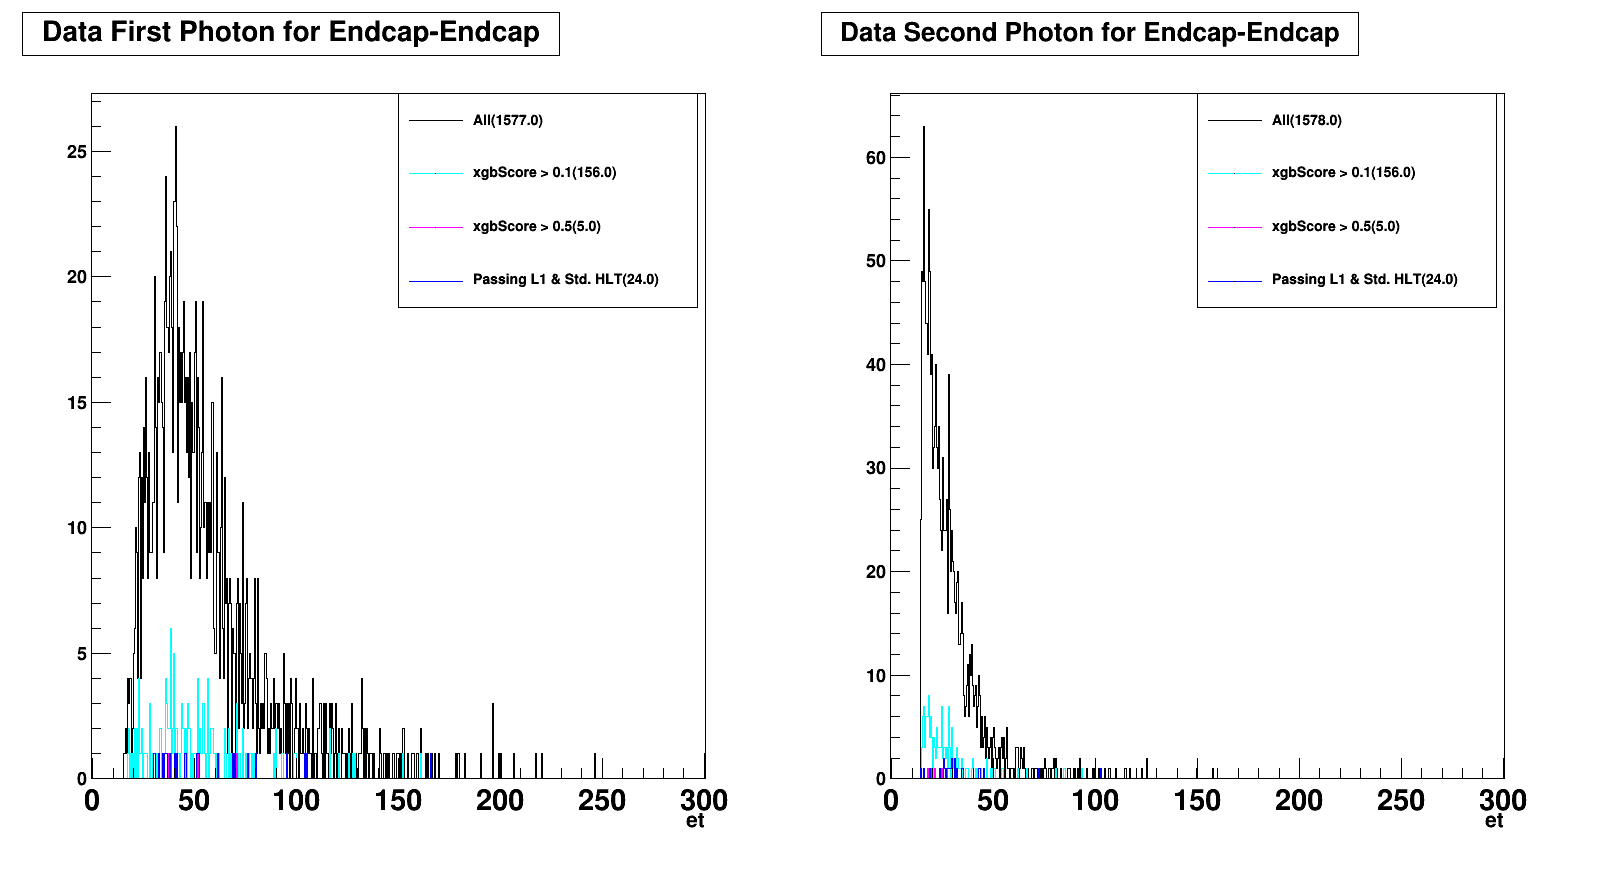 Data First Photon for Endcap-Endcap
All(1577.0)
xgbScore > 0.1(156.0)
xgbScore > 0.5(5.0)
Passing L1 & Std. HLT(24.0)
25
20
15
10
5
0
0 50 100 150 200 250 300
et
Data Second Photon for Endcap-Endcap
All(1578.0)
xgbScore > 0.1(156.0)
xgbScore > 0.5(5.0)
Passing L1 & Std. HLT(24.0)
60
50
40
30
20
10
0
0 50 100 150 200 250 300
et